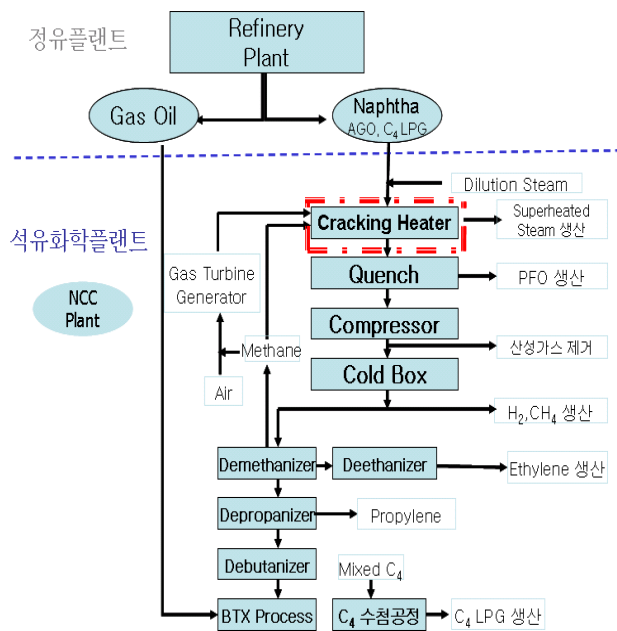 정유플랜트
Refinery
Plant
Gas Oil
Naphtha
AGO, C₄ LPG
Dilution Steam
석유화학플랜트
Cracking Heater
Superheated
Steam 생산
NCC
Plant
Gas Turbine
Generator
Quench
PFO 생산
Compressor
Methane
산성가스 제거
Air
Cold Box
H₂,CH₄ 생산
Demethanizer
Deethanizer
Ethylene 생산
Depropanizer
Propylene
Debutanizer
Mixed C₄
BTX Process
C₄ 수첨공정
C₄ LPG 생산